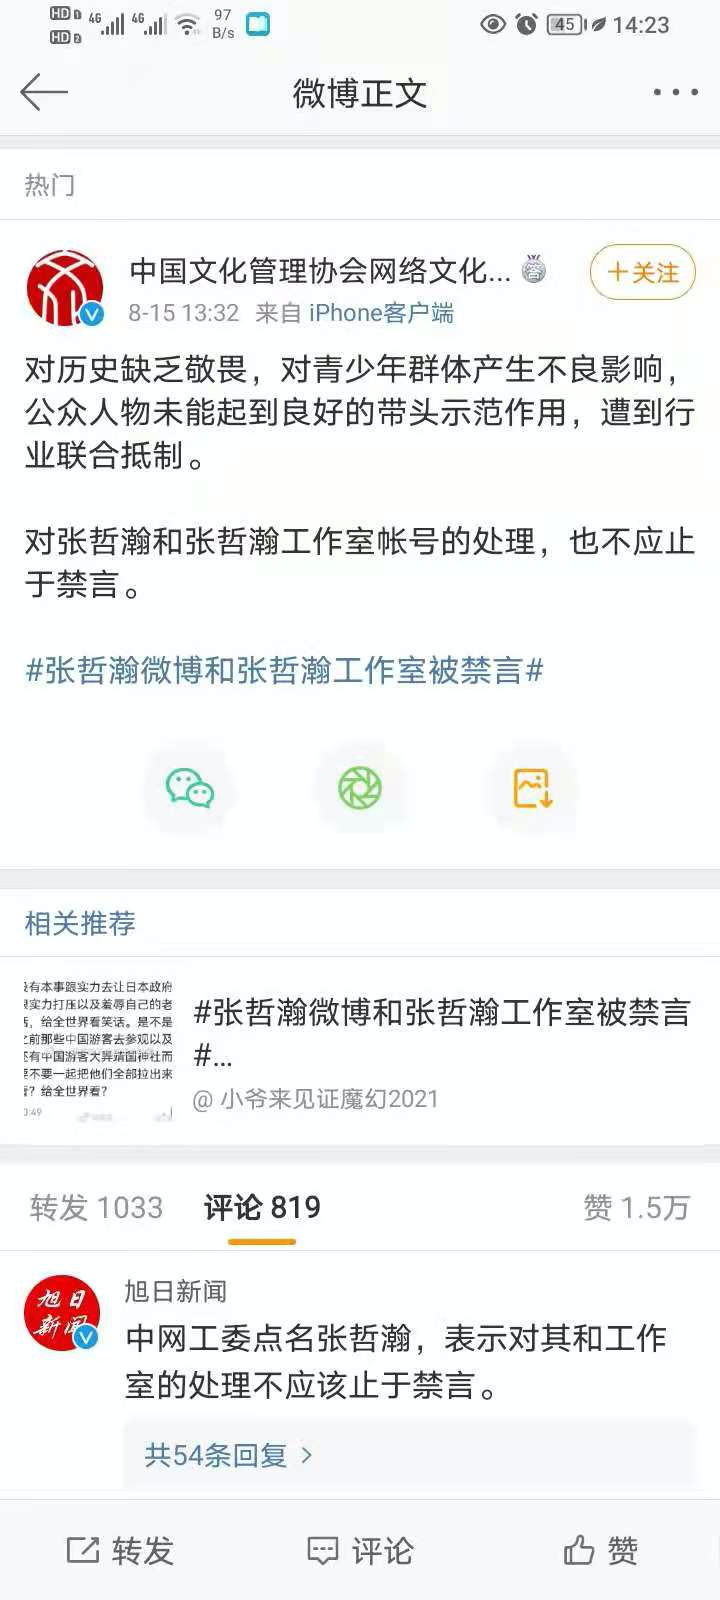 HD 1 4G 4G 97
HD 2 B/s 45 14:23
微博正文
热门
中国文化管理协会网络文化...
+关注
8-15 13:32 来自 iPhone客户端
对历史缺乏敬畏，对青少年群体产生不良影响，
公众人物未能起到良好的带头示范作用，遭到行
业联合抵制。
对张哲瀚和张哲瀚工作室帐号的处理，也不应止
于禁言。
#张哲瀚微博和张哲瀚工作室被禁言#
相关推荐
有本事跟实力去让日本政府
实力打压以及羞辱自己的老
，给全世界看笑话。是不是
前那些中国游客去参观以及
有中国游客大舞靖国神社而
不要一起把他们全部拉出来
？给全世界看？
#张哲瀚微博和张哲瀚工作室被禁言
#...
@ 小爷来见证魔幻2021
转发 1033 评论 819 赞 1.5万
旭日
新闻
旭日新闻
中网工委点名张哲瀚，表示对其和工作
室的处理不应该止于禁言。
共54条回复 >
转发 评论 赞